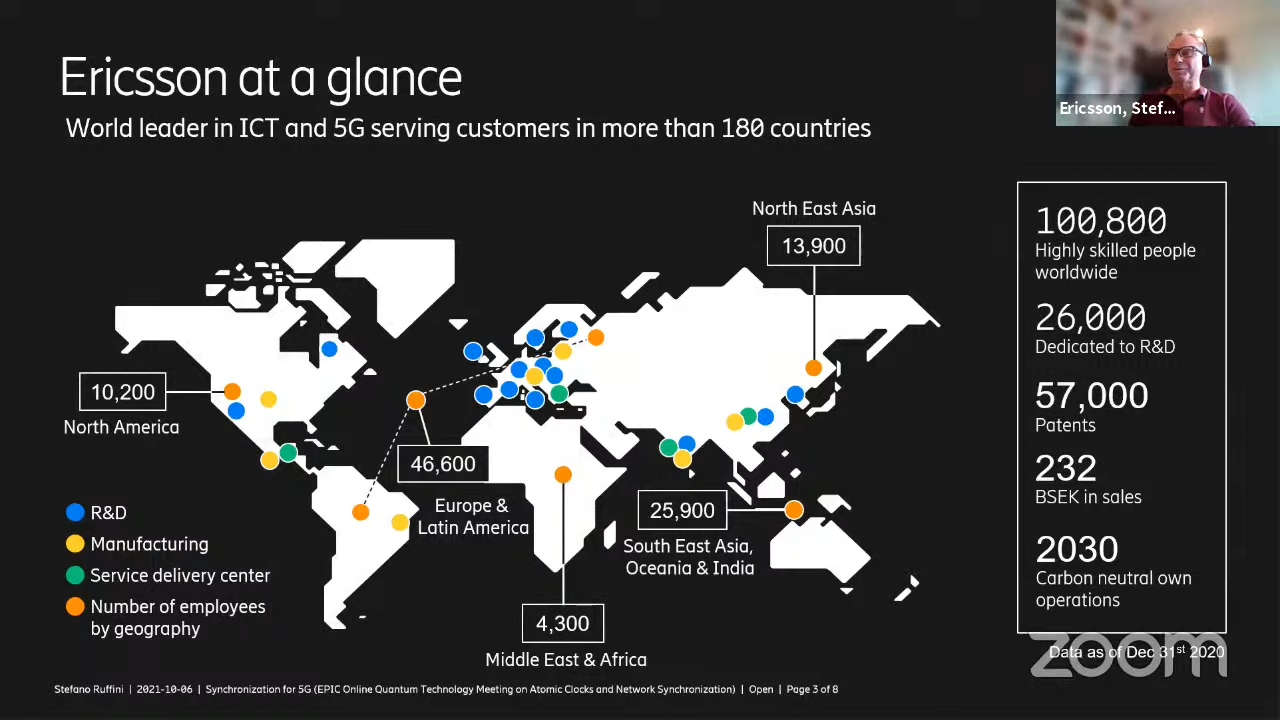 Ericsson at a glance
World leader in ICT and 5G serving customers in more than 180 countries
Ericsson, Stef...
North East Asia
13,900
10,200
North America
46,600
Europe &
Latin America
25,900
South East Asia,
Oceania & India
4,300
Middle East & Africa
R&D
Manufacturing
Service delivery center
Number of employees
by geography
100,800
Highly skilled people
worldwide
26,000
Dedicated to R&D
57,000
Patents
232
BSEK in sales
2030
Carbon neutral own
operations
Data as of Dec 31st 2020
zoom
Stefano Ruffini | 2021-10-06 | Synchronization for 5G (EPIC Online Quantum Technology Meeting on Atomic Clocks and Network Synchronization) | Open | Page 3 of 8